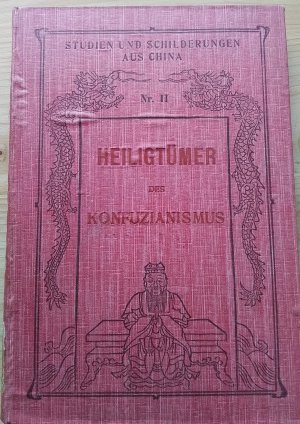 STUDIEN UND SCHILDERUNGEN
AUS CHINA
Nr. II
HEILIGTÜMER
DES
KONFUZIANISMUS